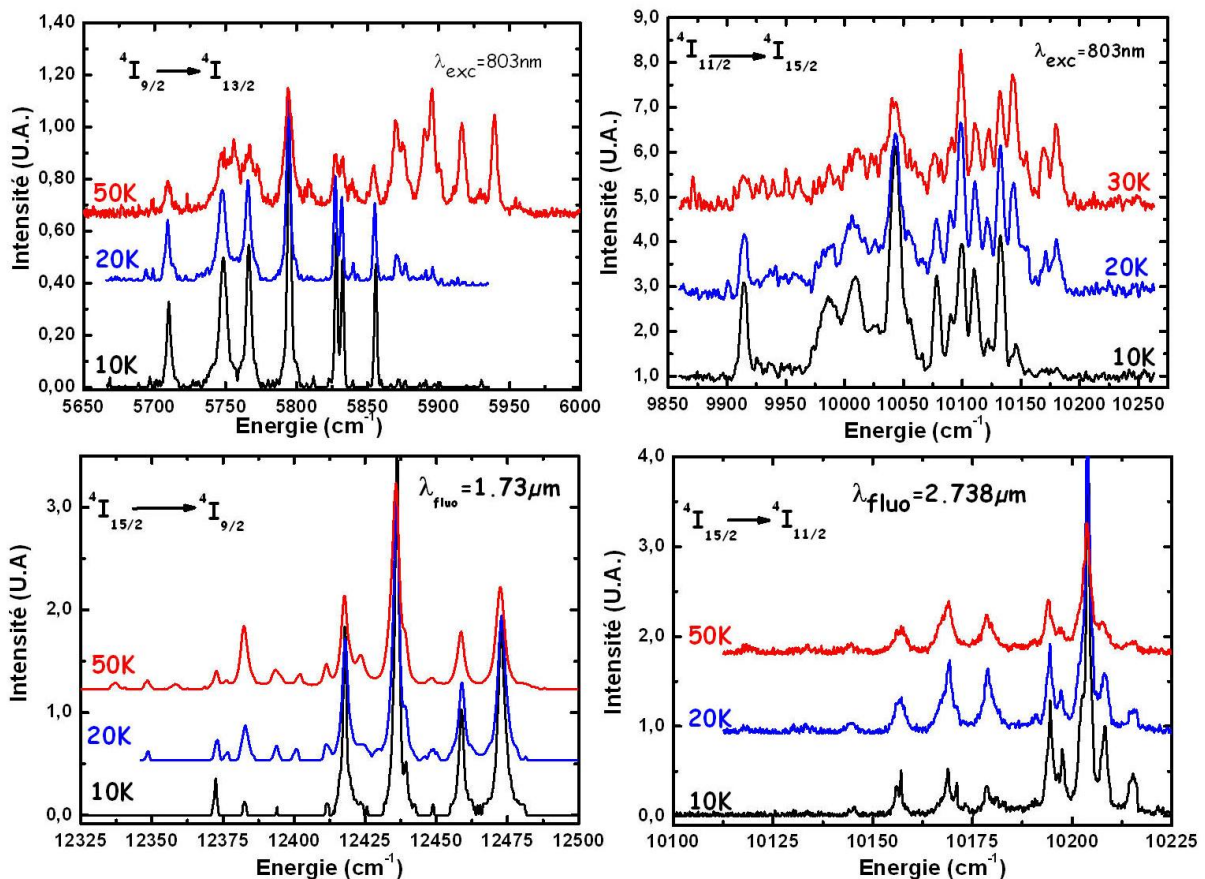 1,40
1,20
1,00
0,80
0,60
0,40
0,20
0,00
Intensité (U.A.)
⁴I₉/₂ → ⁴I₁₃/₂
λexc=803nm
50K
20K
10K
5650 5700 5750 5800 5850 5900 5950 6000
Energie (cm⁻¹)
9,0
8,0
7,0
6,0
5,0
4,0
3,0
2,0
1,0
Intensité (U.A.)
⁴I₁₁/₂ → ⁴I₁₅/₂
λexc=803nm
30K
20K
10K
9850 9900 9950 10000 10050 10100 10150 10200 10250
Energie (cm⁻¹)
3,0
2,0
1,0
0,0
Intensité (U.A)
⁴I₁₅/₂ → ⁴I₉/₂
λfluo=1.73µm
50K
20K
10K
12325 12350 12375 12400 12425 12450 12475 12500
Energie (cm⁻¹)
4,0
3,0
2,0
1,0
0,0
Intensité (U.A.)
⁴I₁₅/₂ → ⁴I₁₁/₂
λfluo=2.738µm
50K
20K
10K
10100 10125 10150 10175 10200 10225
Energie (cm⁻¹)